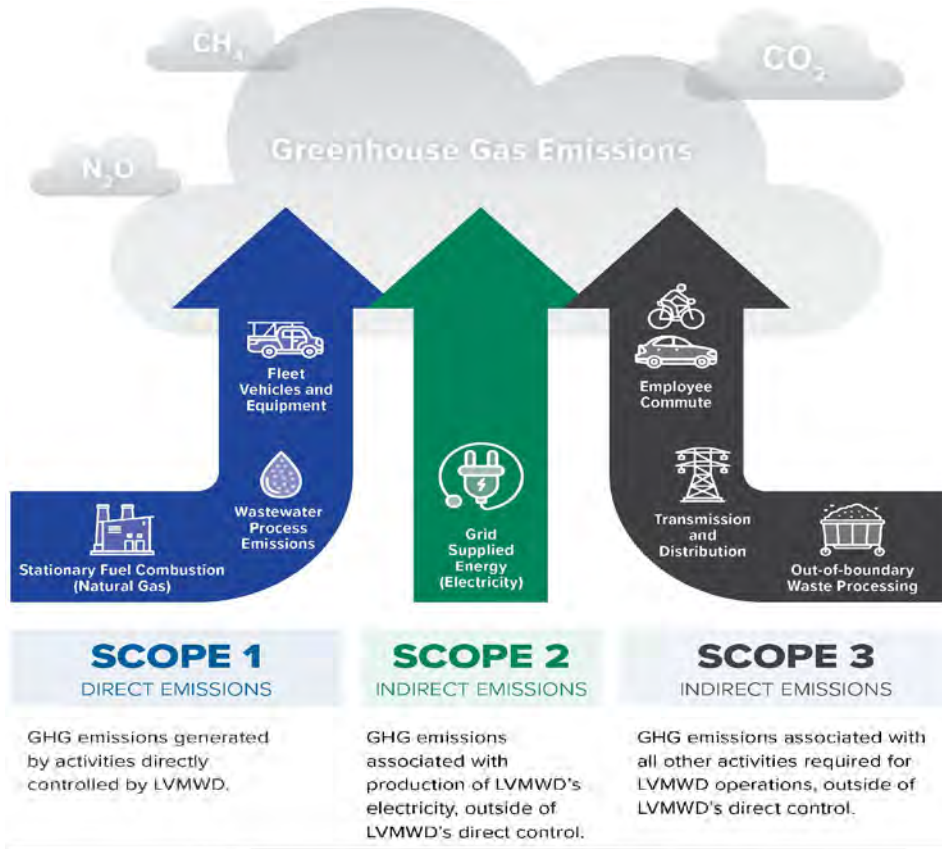 CH₄
CO₂
Greenhouse Gas Emissions
N₂O
Fleet
Vehicles and
Equipment
Employee
Commute
Wastewater
Process
Emissions
Grid
Supplied
Energy
(Electricity)
Transmission
and
Distribution
Stationary Fuel Combustion
(Natural Gas)
Out-of-boundary
Waste Processing
SCOPE 1
DIRECT EMISSIONS
GHG emissions generated
by activities directly
controlled by LVMWD.
SCOPE 2
INDIRECT EMISSIONS
GHG emissions
associated with
production of LVMWD's
electricity, outside of
LVMWD's direct control.
SCOPE 3
INDIRECT EMISSIONS
GHG emissions associated with
all other activities required for
LVMWD operations, outside of
LVMWD's direct control.